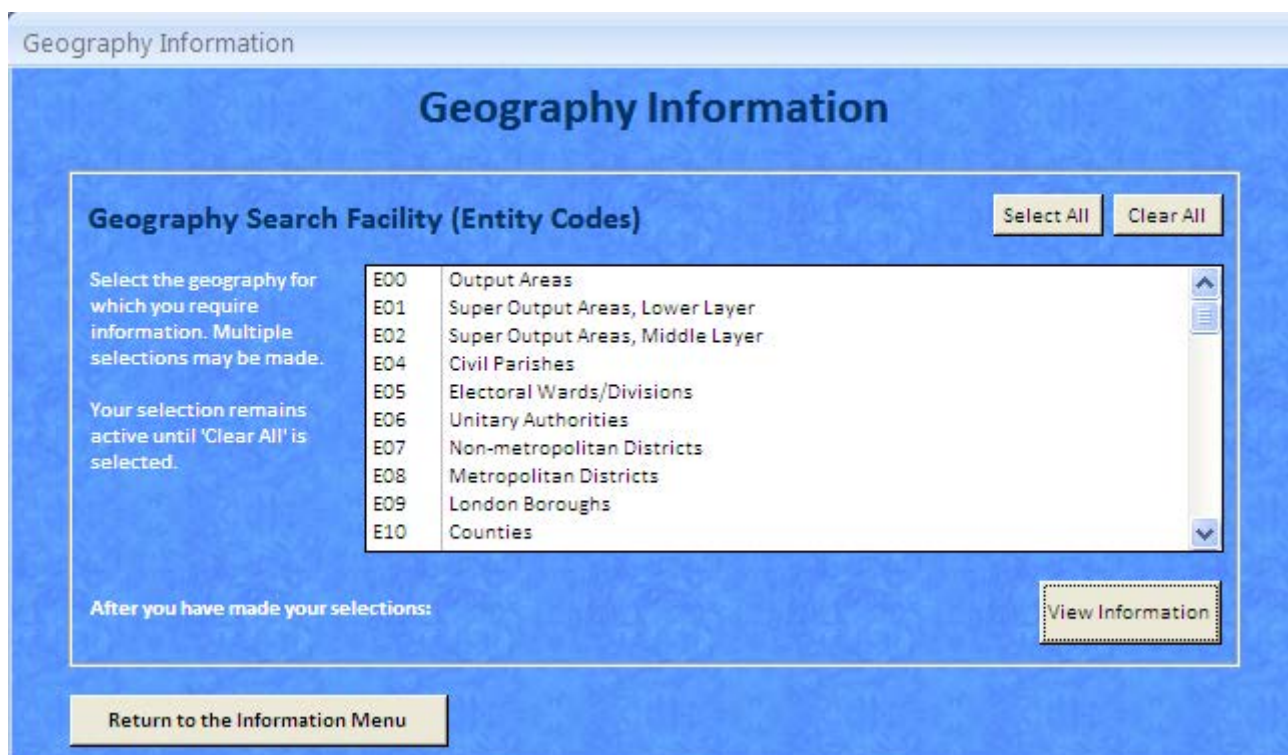 Geography Information
Geography Information
Geography Search Facility (Entity Codes)
Select All
Clear All
Select the geography for
which you require
information. Multiple
selections may be made.
Your selection remains
active until 'Clear All' is
selected.
E00 Output Areas
E01 Super Output Areas, Lower Layer
E02 Super Output Areas, Middle Layer
E04 Civil Parishes
E05 Electoral Wards/Divisions
E06 Unitary Authorities
E07 Non-metropolitan Districts
E08 Metropolitan Districts
E09 London Boroughs
E10 Counties
After you have made your selections:
View Information
Return to the Information Menu